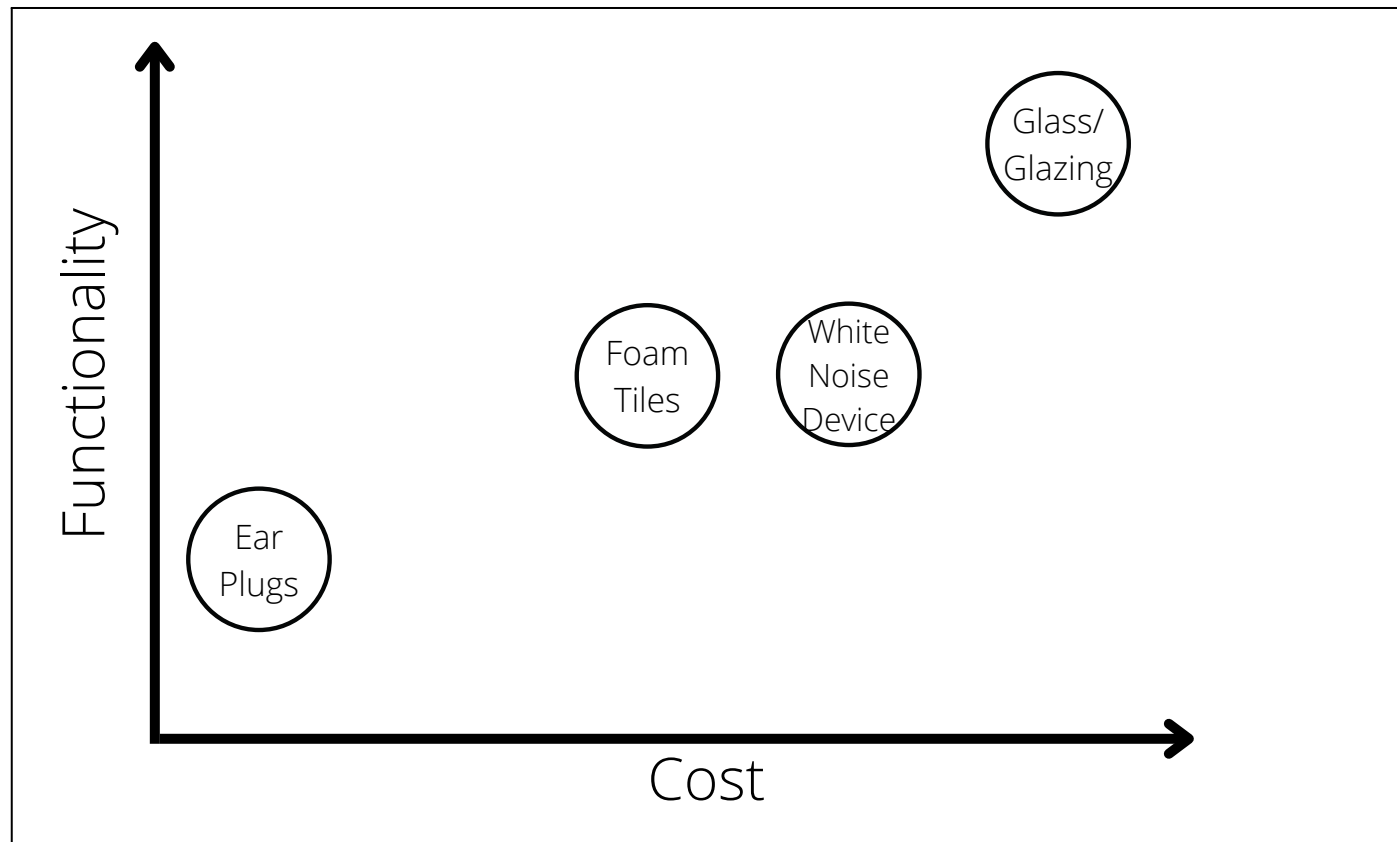 Glass/
Glazing
Functionality
Foam
Tiles
White
Noise
Device
Ear
Plugs
Cost